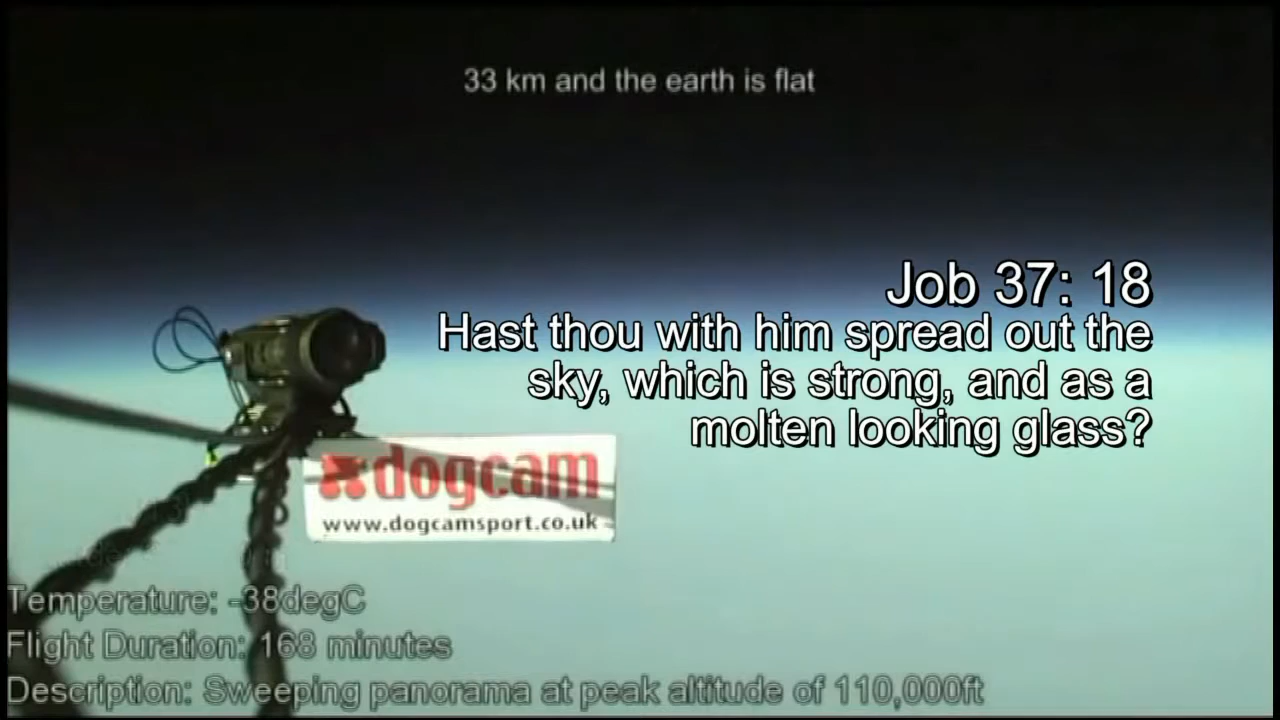 33 km and the earth is flat
Job 37: 18
Hast thou with him spread out the
sky, which is strong, and as a
molten looking glass?
dogcam
www.dogcamsport.co.uk
Temperature: -38degC
Flight Duration: 168 minutes
Description: Sweeping panorama at peak altitude of 110,000ft